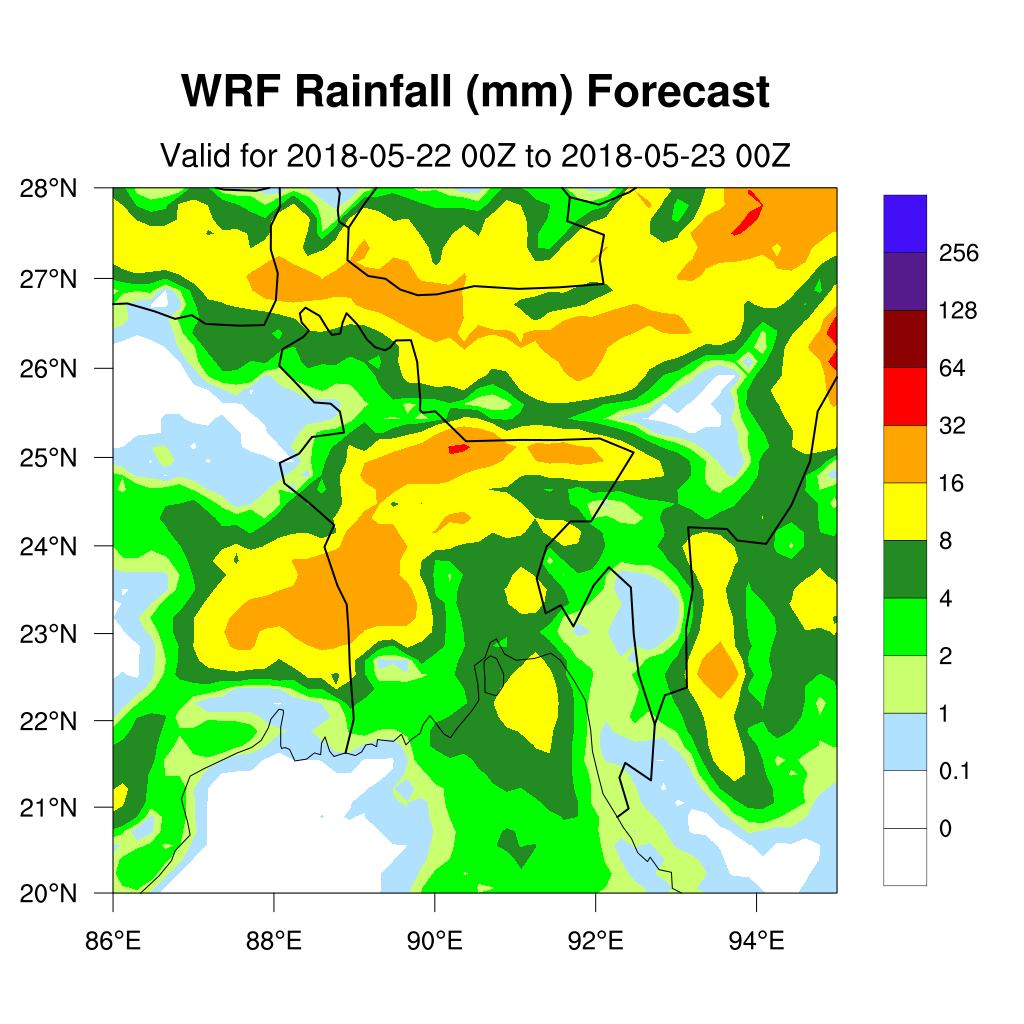 WRF Rainfall (mm) Forecast
Valid for 2018-05-22 00Z to 2018-05-23 00Z
28°N
27°N
26°N
25°N
24°N
23°N
22°N
21°N
20°N
86°E 88°E 90°E 92°E 94°E
256
128
64
32
16
8
4
2
1
0.1
0